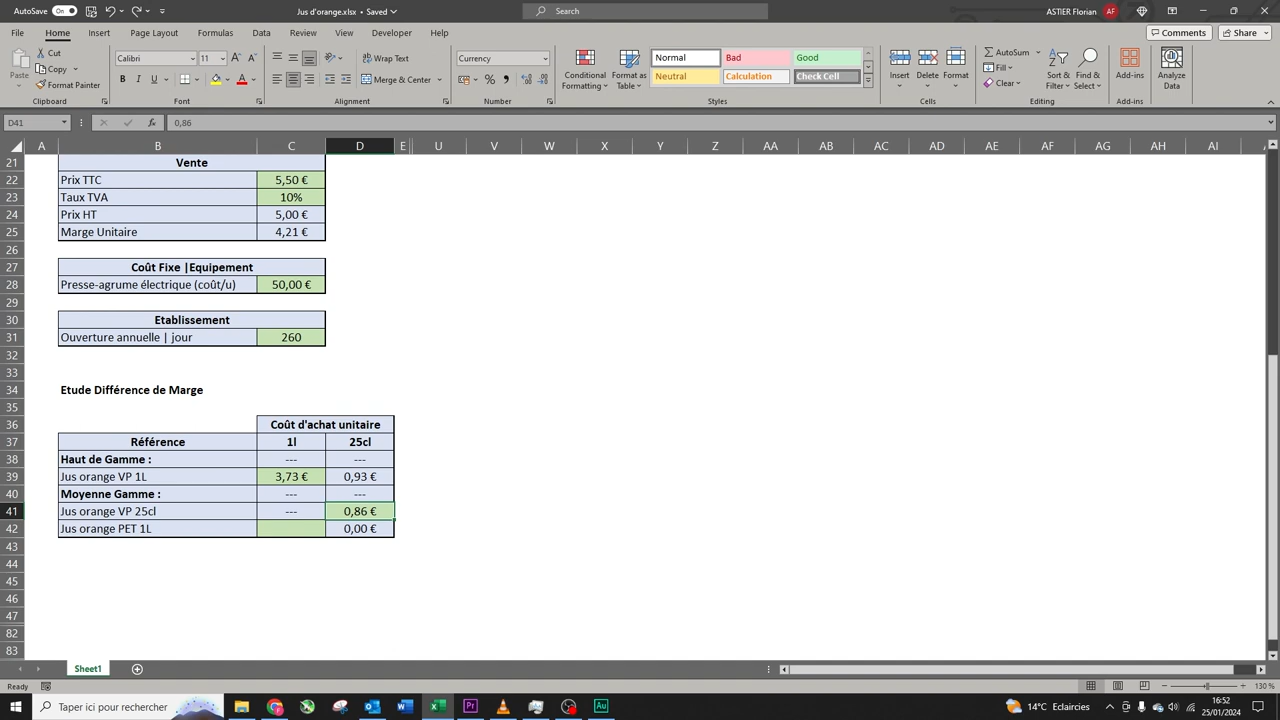 AutoSave On Jus d'orange.xlsx • Saved Search ASTIER Florian AF
File Home Insert Formulas Data Review View Developer Help Comments Share
Paste Cut Copy Format Painter Clipboard
Calibri 11 B I U Font
Wrap Text Merge & Center Alignment
Currency % Number
Conditional Formatting Format as Table Normal Bad Good Neutral Calculation Check Cell Styles
Insert Delete Format Cells
AutoSum Fill Clear Sort & Filter Find & Select Editing
Add-ins Add-ins
Analyze Data
D41 fx 0,86
A B C D E U V W X Y Z AA AB AC AD AE AF AG AH AI
21 Vente
22 Prix TTC 5,50 €
23 Taux TVA 10%
24 Prix HT 5,00 €
25 Marge Unitaire 4,21 €
26
27 Coût Fixe |Equipement
28 Presse-agrume électrique (coût/u) 50,00 €
29
30 Etablissement
31 Ouverture annuelle | jour 260
32
33
34 Etude Différence de Marge
35
36 Coût d'achat unitaire
37 Référence 1l 25cl
38 Haut de Gamme : --- ---
39 Jus orange VP 1L 3,73 € 0,93 €
40 Moyenne Gamme : --- ---
41 Jus orange VP 25cl --- 0,86 €
42 Jus orange PET 1L 0,00 €
43
44
45
46
47
82
83
Sheet1
Ready 130 %
Taper ici pour rechercher 14°C Eclaircies 16:52
25/01/2024